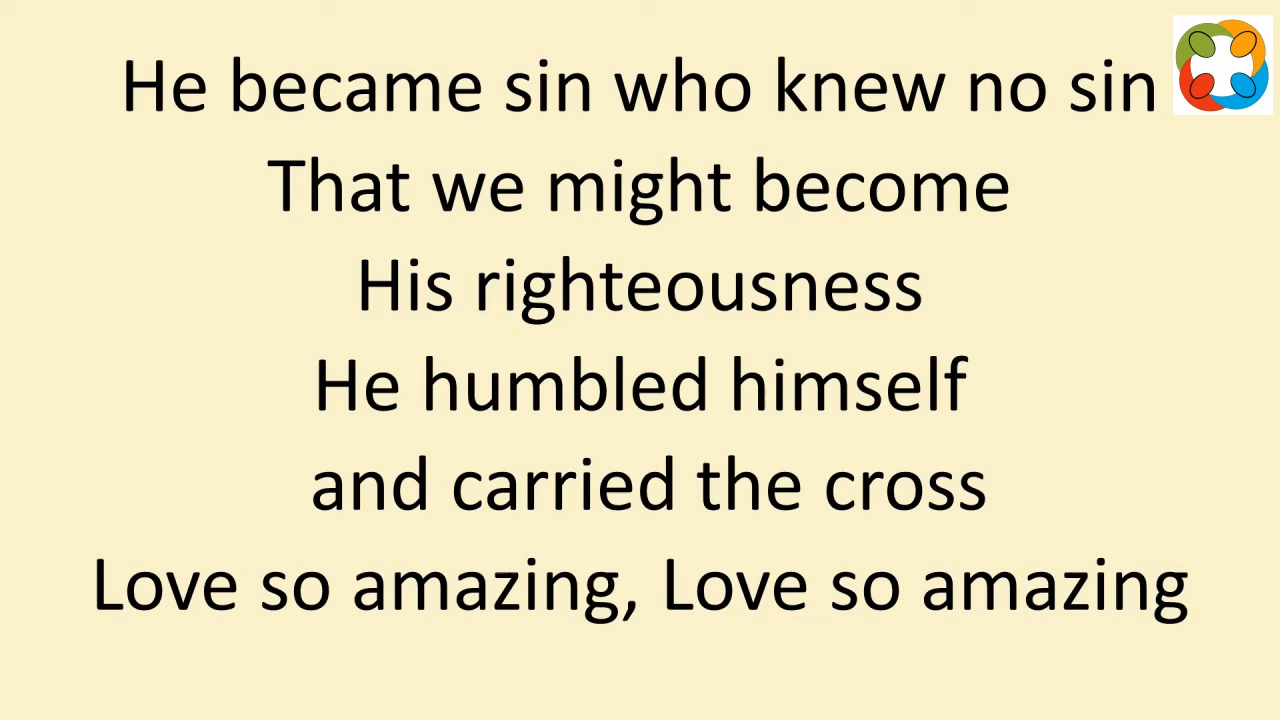 He became sin who knew no sin
That we might become
His righteousness
He humbled himself
and carried the cross
Love so amazing, Love so amazing